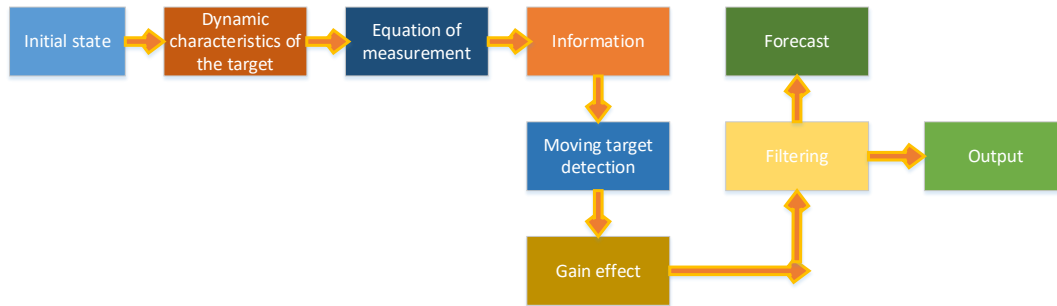 Initial state
Dynamic
characteristics of
the target
Equation of
measurement
Information
Forecast
Moving target
detection
Filtering
Output
Gain effect